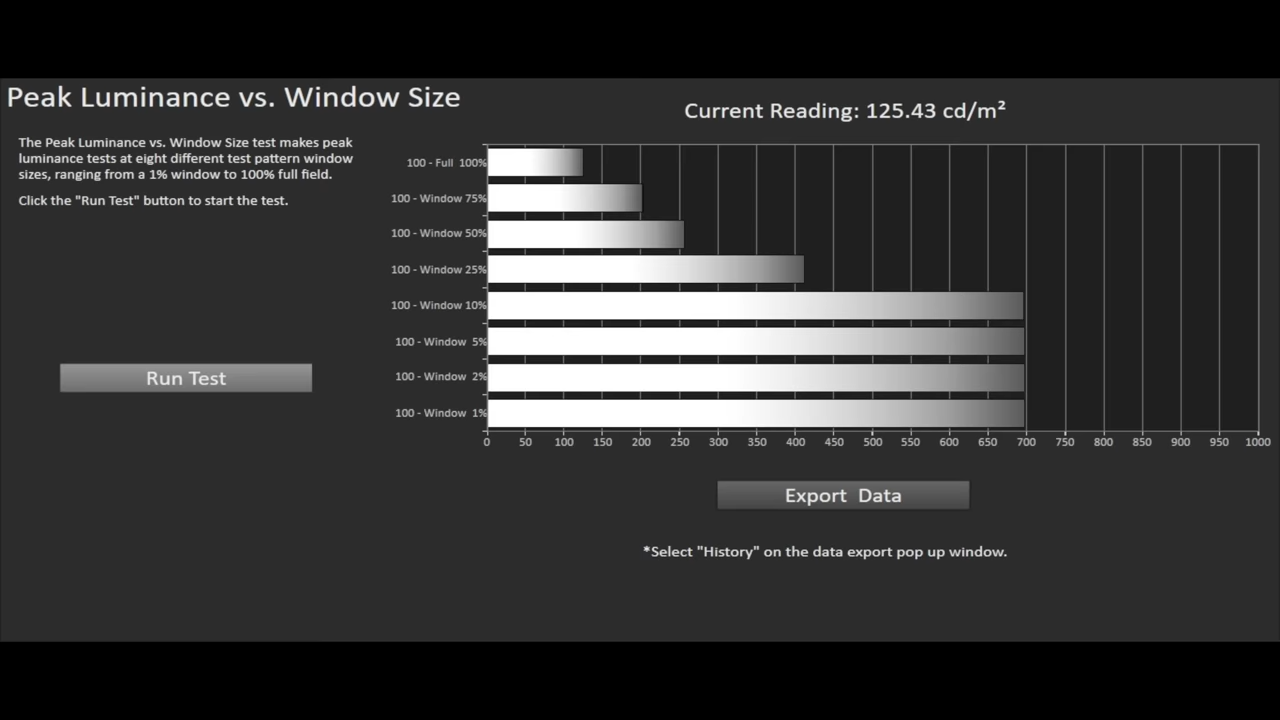 Peak Luminance vs. Window Size
Current Reading: 125.43 cd/m²
The Peak Luminance vs. Window Size test makes peak
luminance tests at eight different test pattern window
sizes, ranging from a 1% window to 100% full field.
Click the "Run Test" button to start the test.
Run Test
100 - Full 100%
100 - Window 75%
100 - Window 50%
100 - Window 25%
100 - Window 10%
100 - Window 5%
100 - Window 2%
100 - Window 1%
0 50 100 150 200 250 300 350 400 450 500 550 600 650 700 750 800 850 900 950 1000
Export Data
*Select "History" on the data export pop up window.